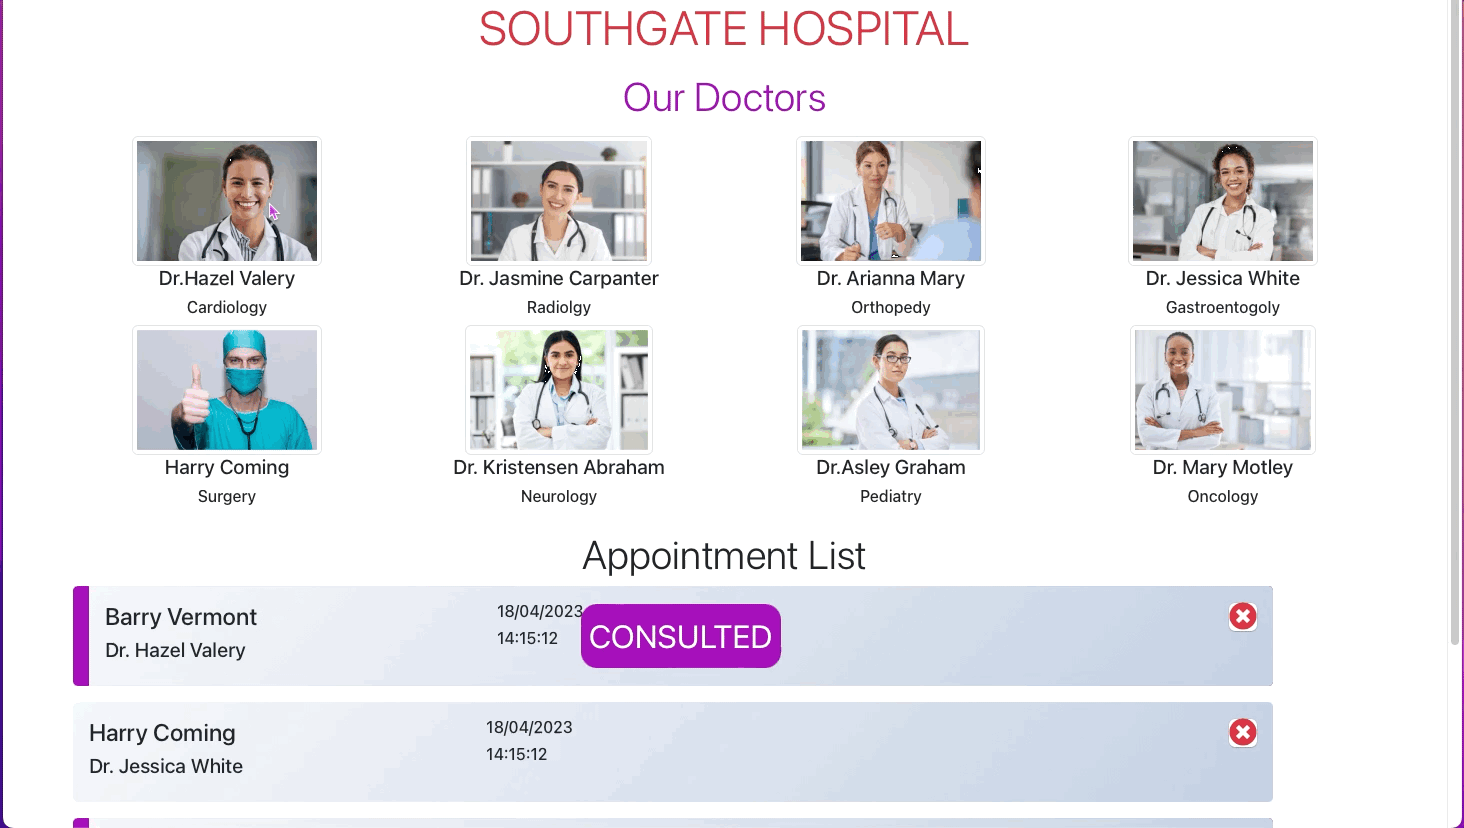 SOUTHGATE HOSPITAL
Our Doctors
Dr.Hazel Valery
Cardiology
Dr. Jasmine Carpanter
Radiolgy
Dr. Arianna Mary
Orthopedy
Dr. Jessica White
Gastroentogoly
Harry Coming
Surgery
Dr. Kristensen Abraham
Neurology
Dr.Asley Graham
Pediatry
Dr. Mary Motley
Oncology
Appointment List
Barry Vermont
Dr. Hazel Valery
18/04/2023
14:15:12
CONSULTED
Harry Coming
Dr. Jessica White
18/04/2023
14:15:12